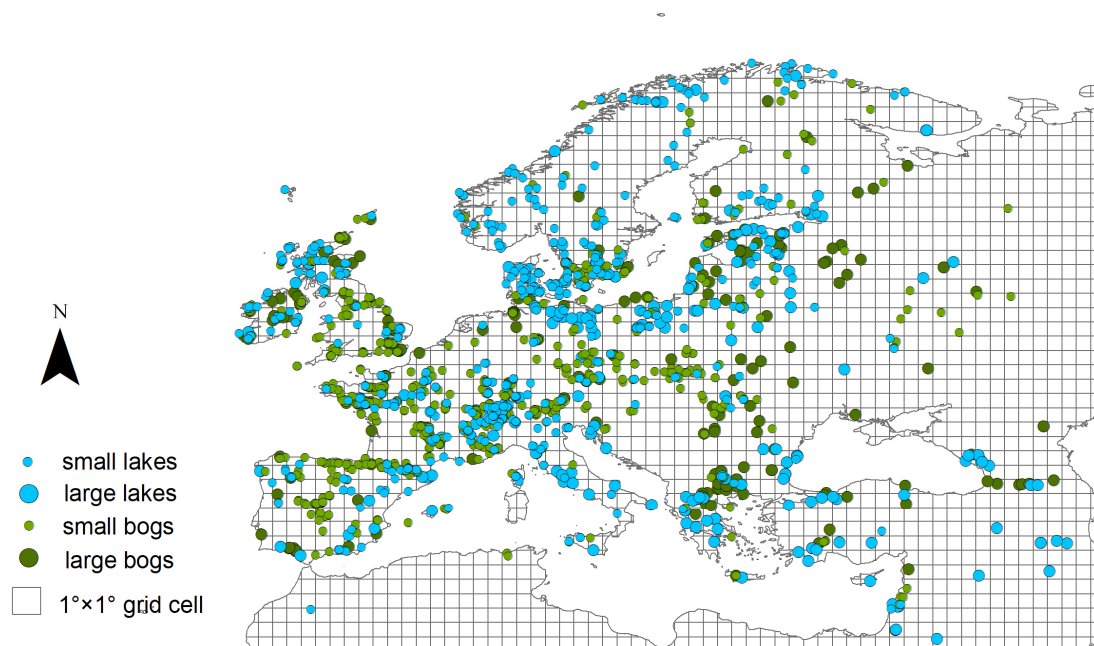 N
small lakes
large lakes
small bogs
large bogs
1°×1° grid cell